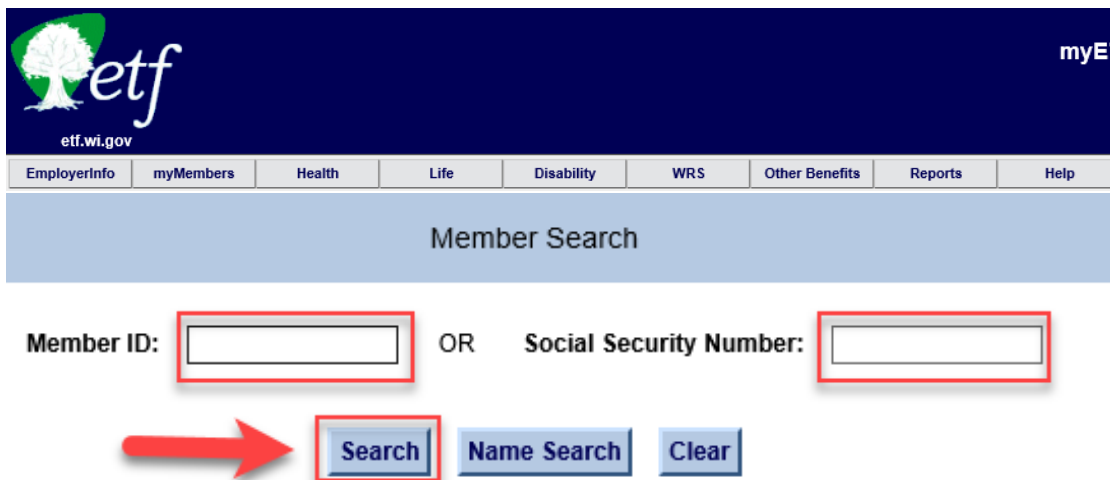 etf
myE
etf.wi.gov
EmployerInfo myMembers Health Life Disability WRS Other Benefits Reports Help
Member Search
Member ID: OR Social Security Number:
Search Name Search Clear